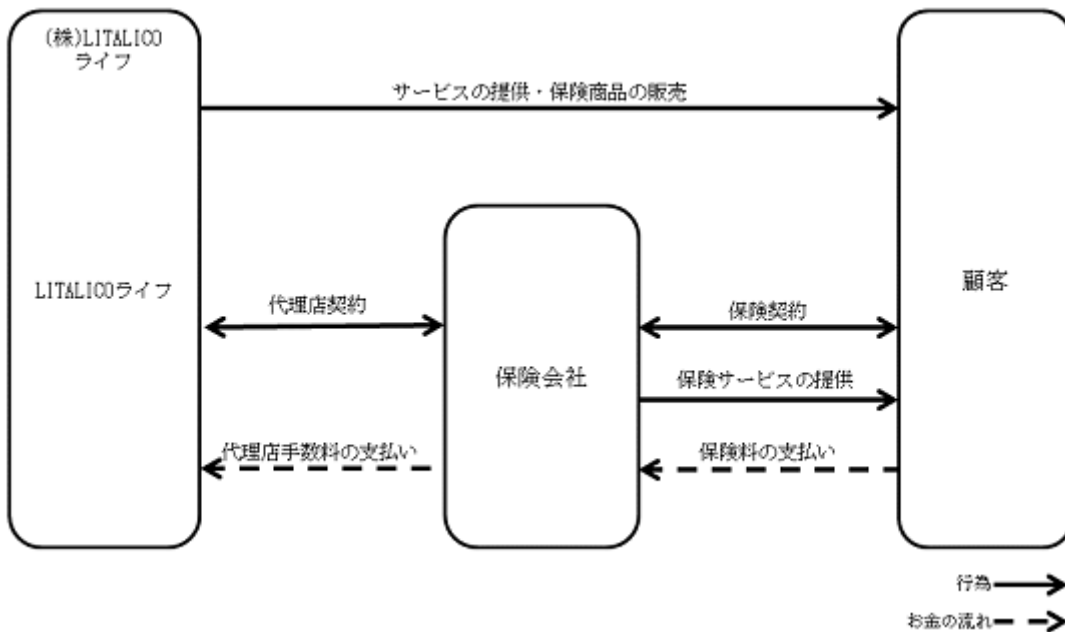 (株)LITALICO
ライフ
サービスの提供・保険商品の販売
LITALICOライフ
代理店契約
保険会社
保険契約
顧客
保険サービスの提供
代理店手数料の支払い
保険料の支払い
行為
お金の流れ